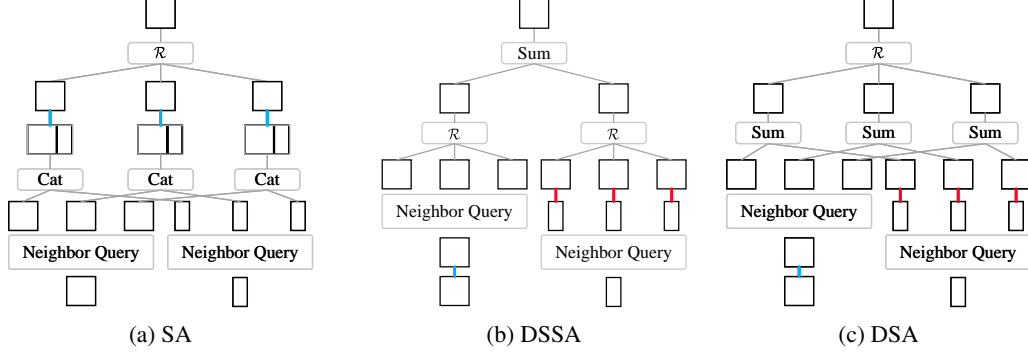 ℛ
Cat Cat Cat
Neighbor Query Neighbor Query
(a) SA
Sum
ℛ ℛ
Neighbor Query
Neighbor Query
(b) DSSA
ℛ
Sum Sum Sum
Neighbor Query
Neighbor Query
(c) DSA